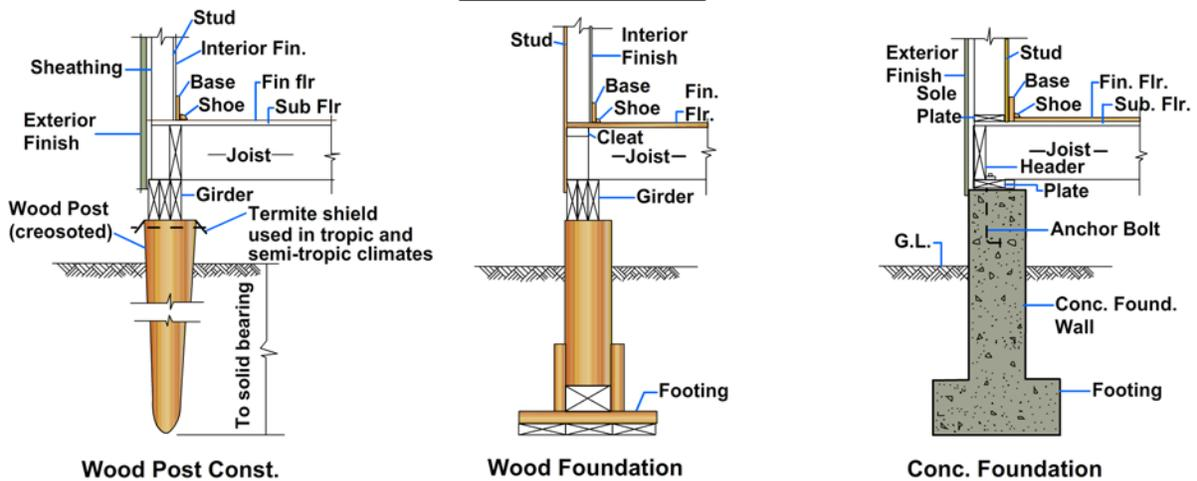 Stud
Interior Fin.
Sheathing
Base
Fin flr
Shoe
Sub Flr
Exterior
Finish
Joist
Girder
Wood Post
(creosoted)
Termite shield
used in tropic and
semi-tropic climates
To solid bearing
Wood Post Const.
Stud
Interior
Finish
Base
Fin.
Shoe
Flr.
Cleat
Joist
Girder
Footing
Wood Foundation
Exterior
Finish
Stud
Sole
Plate
Base
Fin. Flr.
Shoe
Sub. Flr.
Joist
Header
Plate
Anchor Bolt
G.L.
Conc. Found.
Wall
Footing
Conc. Foundation